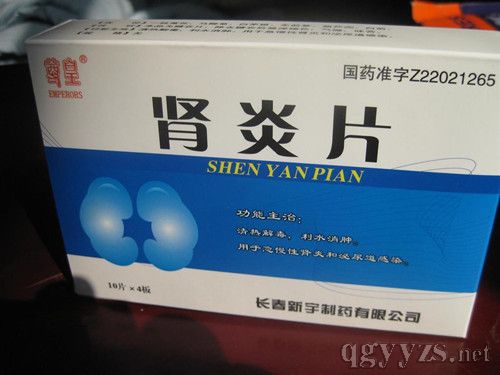 国药准字Z22021265
皇
EMPERORS
肾炎片
SHEN YAN PIAN
功能主治:
清热解毒,利水消肿。
用于急慢性肾炎和泌尿道感染。
10片×4板
长春新宇制药有限公司
qgyyzs.net